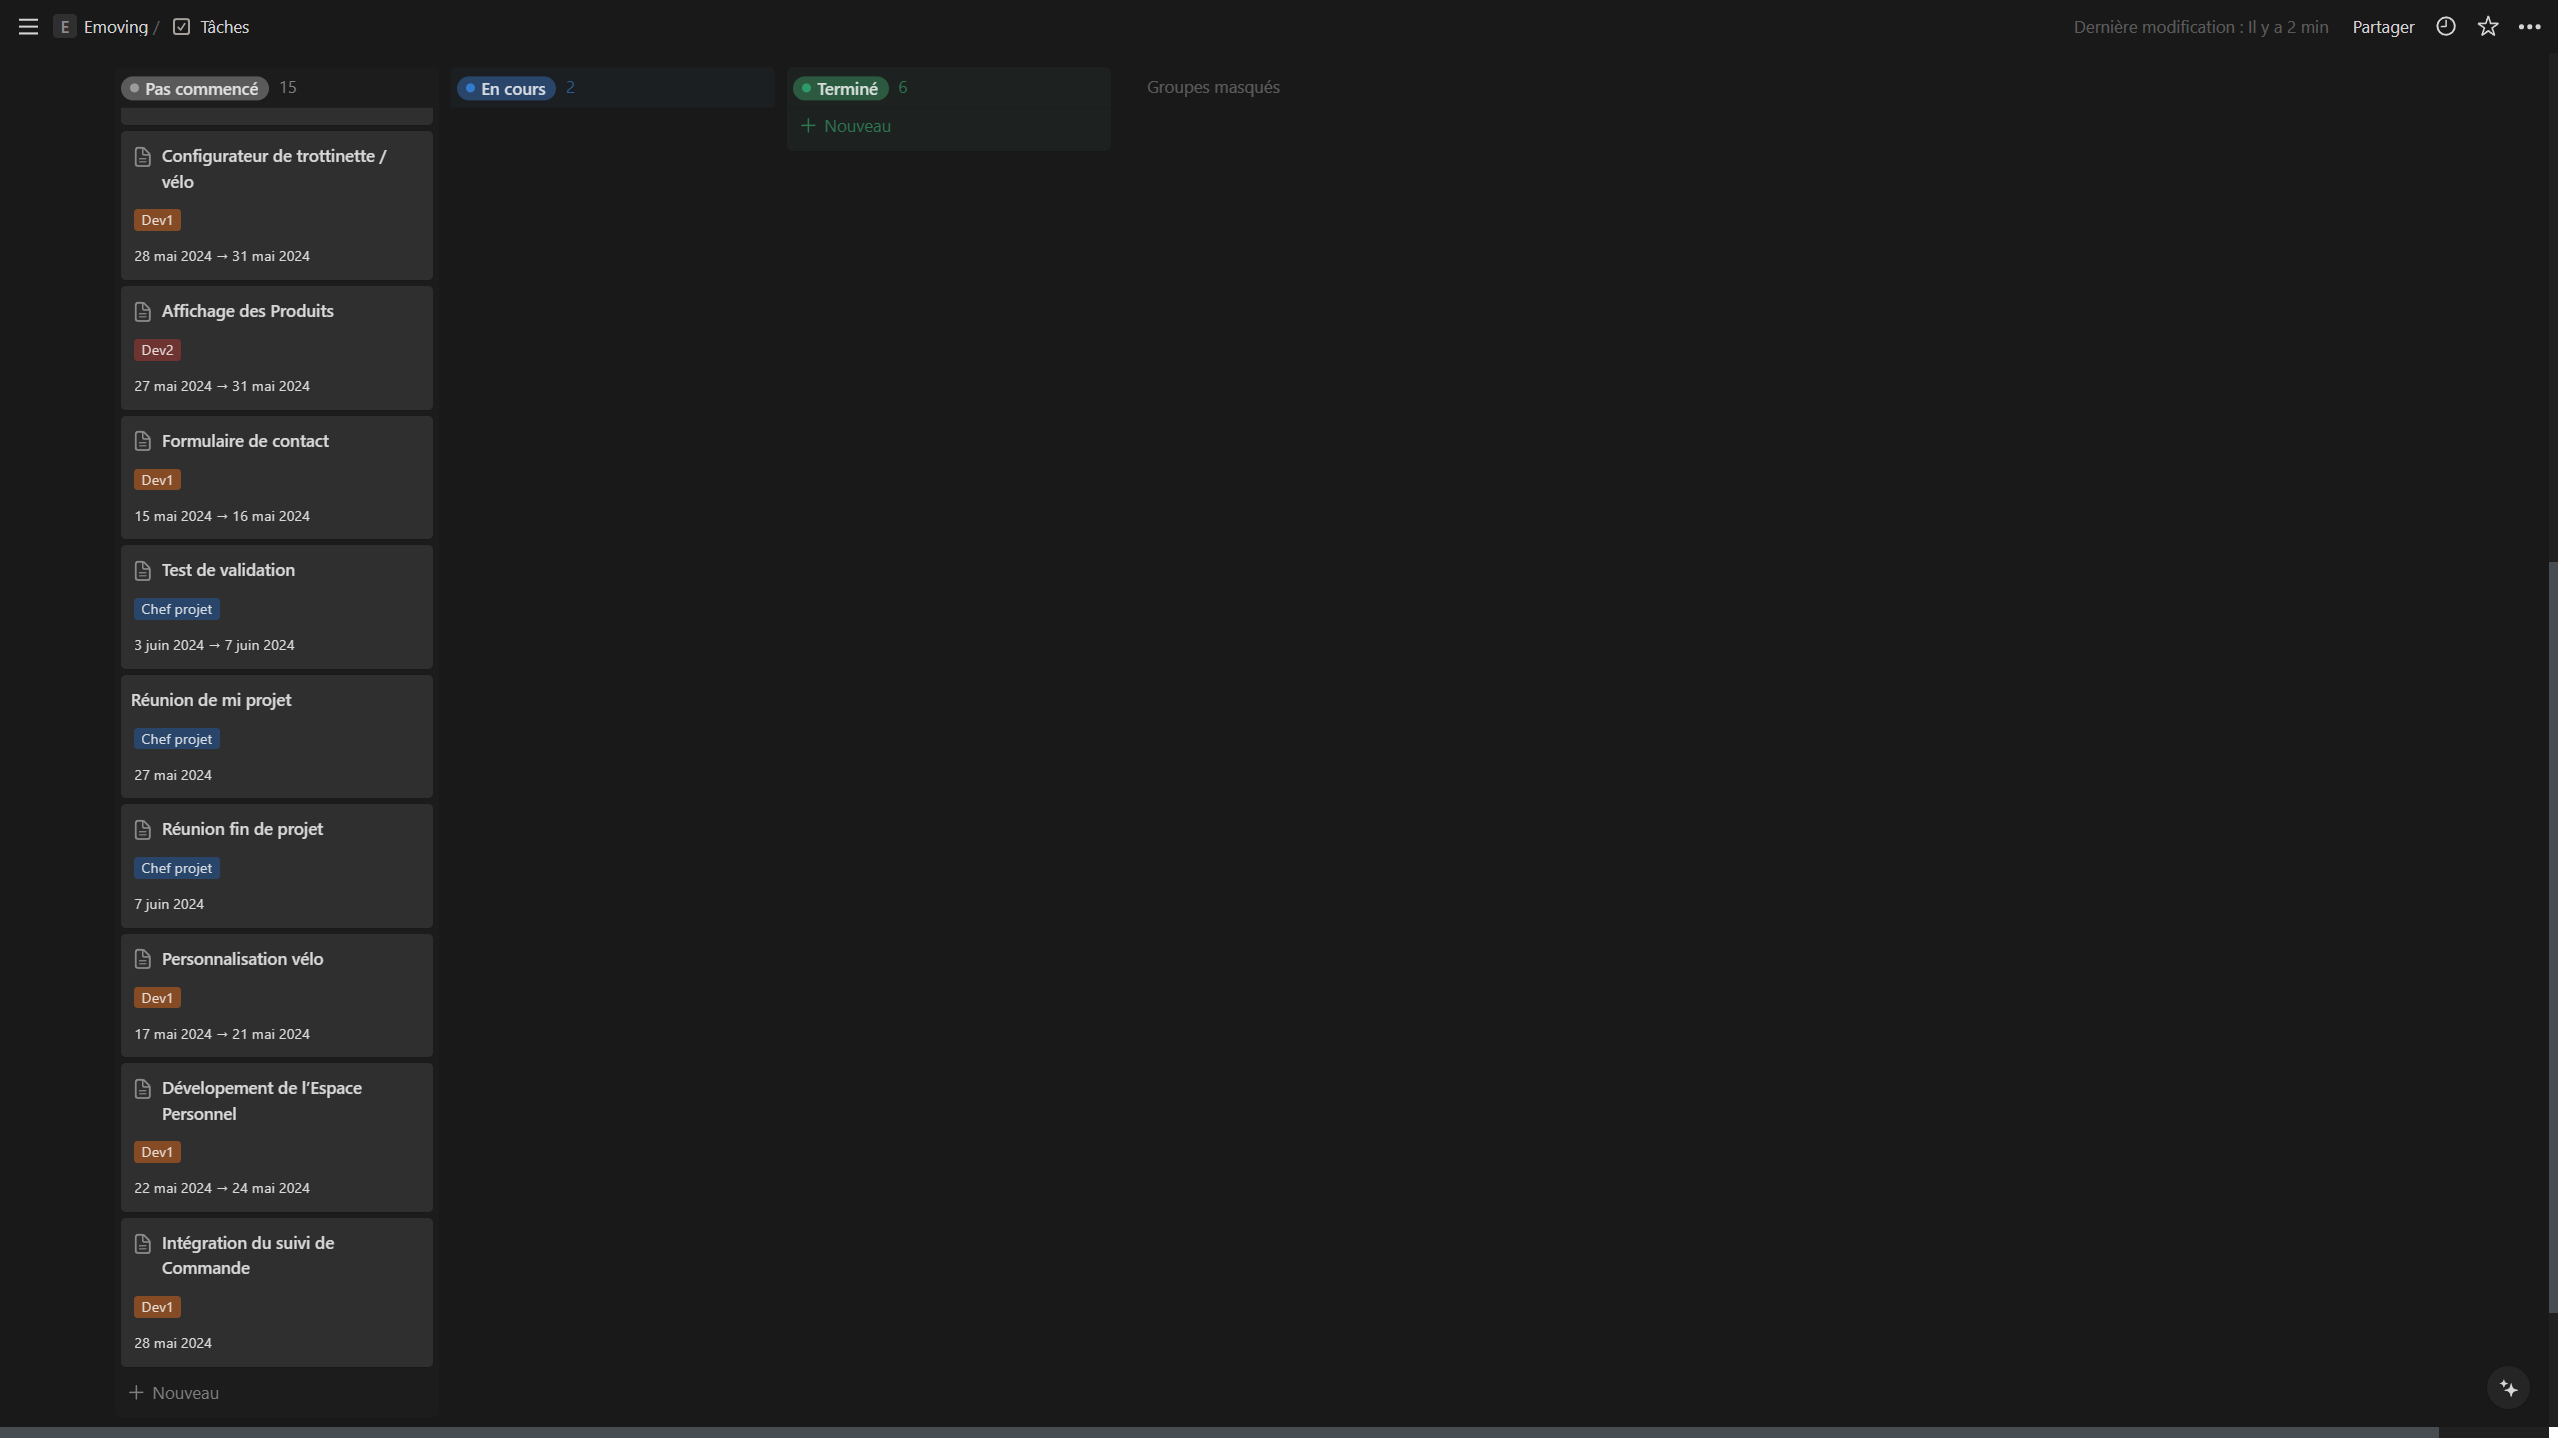 E Emoving / Tâches
Dernière modification : Il y a 2 min Partager
Pas commencé 15
En cours 2
Terminé 6
Groupes masqués
+ Nouveau
Configurateur de trottinette /
vélo
Dev1
28 mai 2024 → 31 mai 2024
Affichage des Produits
Dev2
27 mai 2024 → 31 mai 2024
Formulaire de contact
Dev1
15 mai 2024 → 16 mai 2024
Test de validation
Chef projet
3 juin 2024 → 7 juin 2024
Réunion de mi projet
Chef projet
27 mai 2024
Réunion fin de projet
Chef projet
7 juin 2024
Personnalisation vélo
Dev1
17 mai 2024 → 21 mai 2024
Dévelopement de l'Espace
Personnel
Dev1
22 mai 2024 → 24 mai 2024
Intégration du suivi de
Commande
Dev1
28 mai 2024
+ Nouveau